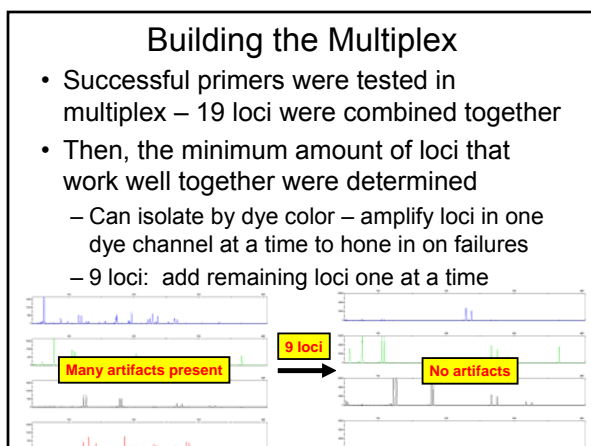 Building the Multiplex
• Successful primers were tested in
multiplex – 19 loci were combined together
• Then, the minimum amount of loci that
work well together were determined
– Can isolate by dye color – amplify loci in one
dye channel at a time to hone in on failures
– 9 loci: add remaining loci one at a time
9 loci
Many artifacts present
No artifacts